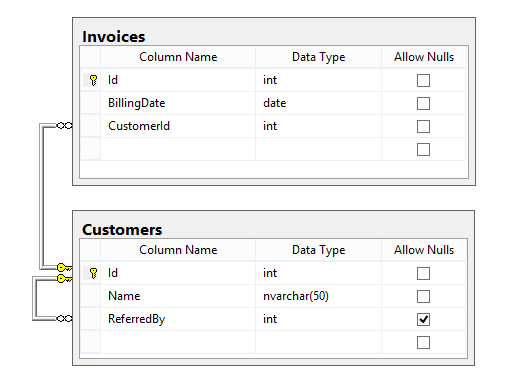 Invoices
Column Name Data Type Allow Nulls
Id int
BillingDate date
CustomerId int
Customers
Column Name Data Type Allow Nulls
Id int
Name nvarchar(50)
ReferredBy int